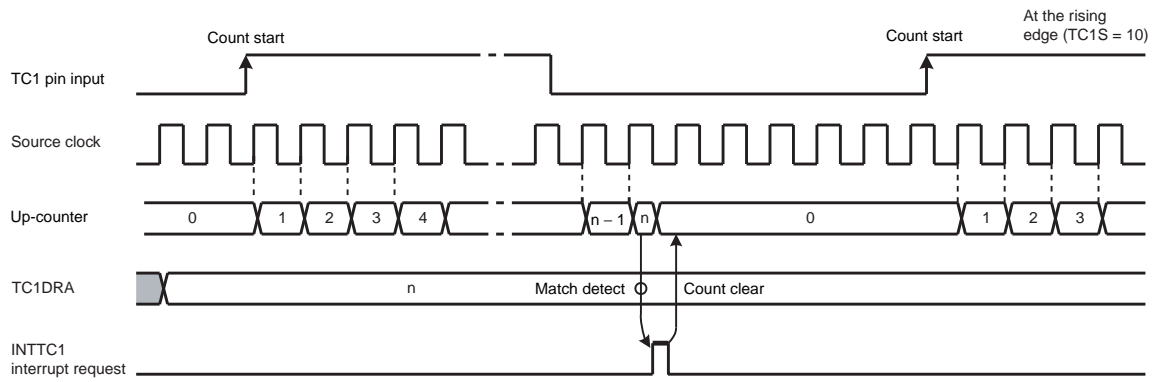 At the rising
edge (TC1S = 10)
Count start
Count start
TC1 pin input
Source clock
Up-counter
0
1
2
3
4
n – 1
n
0
1
2
3
TC1DRA
n
Match detect
Count clear
INTTC1
interrupt request